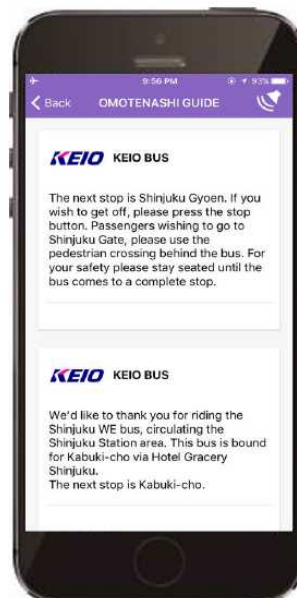 9:56 PM
93%
Back
OMOTENASHI GUIDE
KEIO KEIO BUS
The next stop is Shinjuku Gyoen. If you
wish to get off, please press the stop
button. Passengers wishing to go to
Shinjuku Gate, please use the
pedestrian crossing behind the bus. For
your safety please stay seated until the
bus comes to a complete stop.
KEIO KEIO BUS
We'd like to thank you for riding the
Shinjuku WE bus, circulating the
Shinjuku Station area. This bus is bound
for Kabuki-cho via Hotel Gracery
Shinjuku.
The next stop is Kabuki-cho.